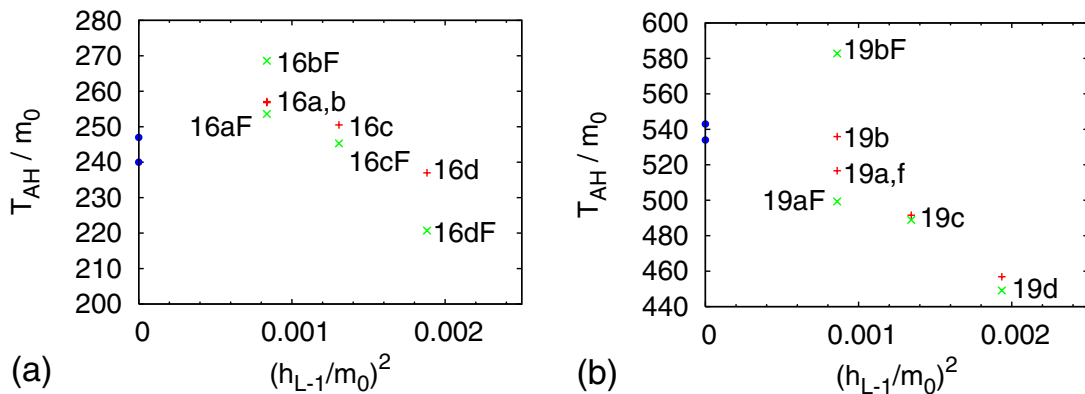 280
270
260
250
240
230
220
210
200
T_AH / m_0
16bF
16a,b
16aF
16c
16cF
16d
16dF
0
0.001
0.002
(a)
(h_L-1/m_0)^2
600
580
560
540
520
500
480
460
440
T_AH / m_0
19bF
19b
19a,f
19aF
19c
19d
0
0.001
0.002
(b)
(h_L-1/m_0)^2